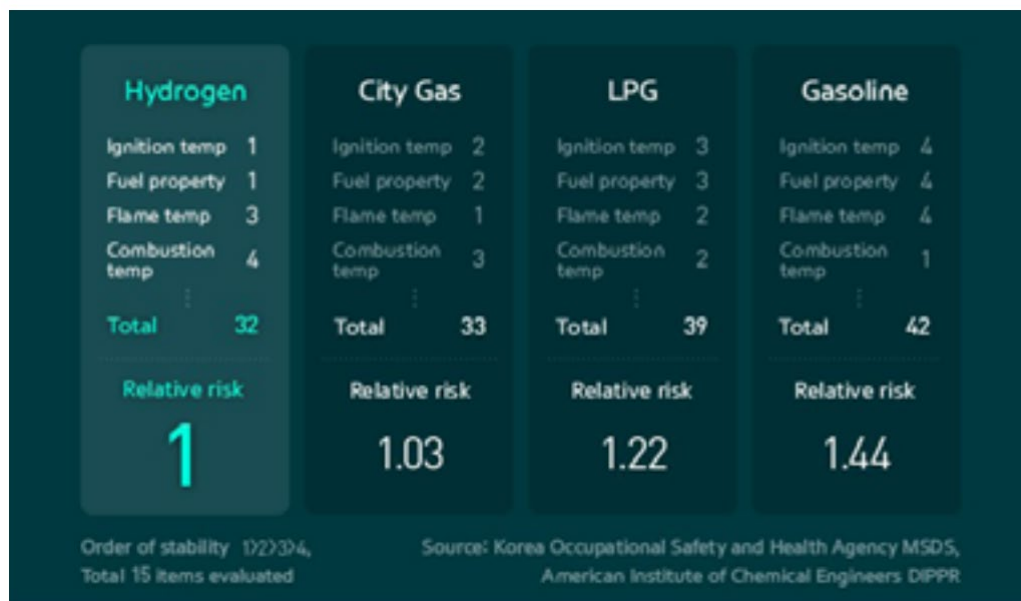 Hydrogen
Ignition temp 1
Fuel property 1
Flame temp 3
Combustion
temp 4
Total 32
Relative risk
1
City Gas
Ignition temp 2
Fuel property 2
Flame temp 1
Combustion
temp 3
Total 33
Relative risk
1.03
LPG
Ignition temp 3
Fuel property 3
Flame temp 2
Combustion
temp 2
Total 39
Relative risk
1.22
Gasoline
Ignition temp 4
Fuel property 4
Flame temp 4
Combustion
temp 1
Total 42
Relative risk
1.44
Order of stability 1>2>3>4,
Total 15 items evaluated
Source: Korea Occupational Safety and Health Agency MSDS,
American Institute of Chemical Engineers DIPPR